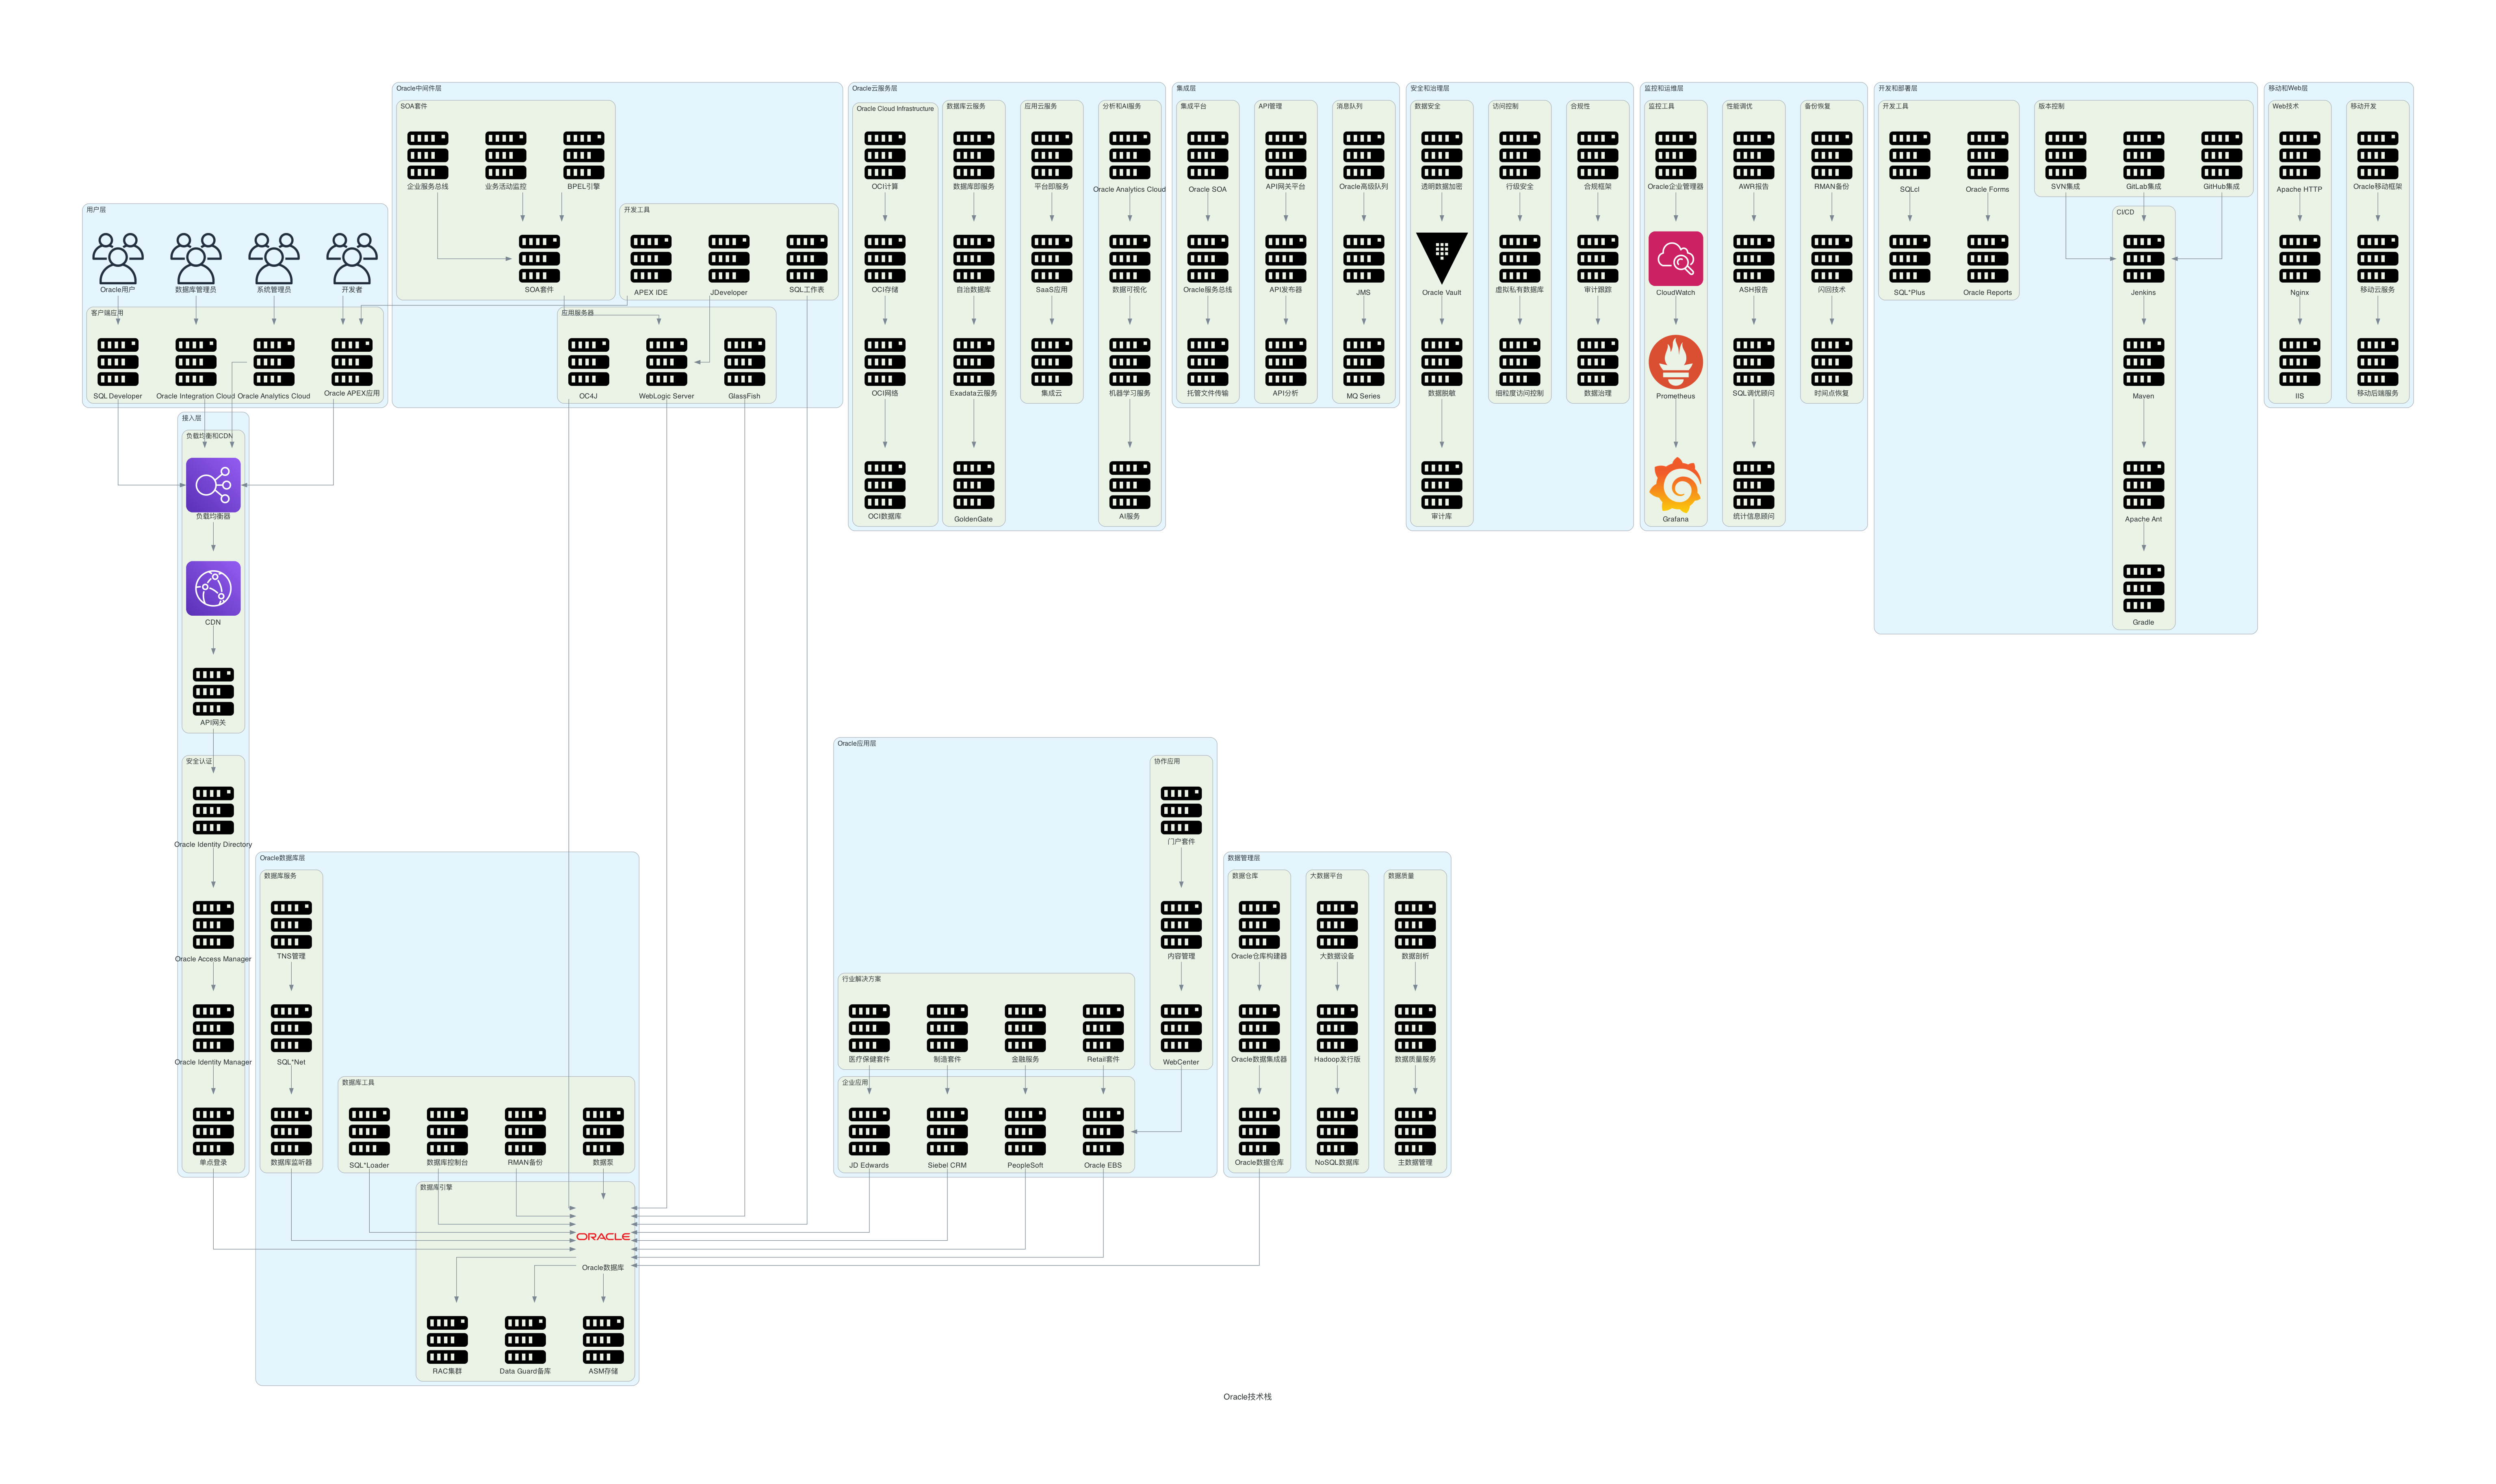 用户层
Oracle用户
数据库管理员
系统管理员
开发者
客户端应用
SQL Developer
Oracle Integration Cloud
Oracle Analytics Cloud
Oracle APEX应用
Oracle中间件层
SOA套件
企业服务总线
业务活动监控
BPEL引擎
SOA套件
开发工具
APEX IDE
JDeveloper
SQL工作表
应用服务器
OC4J
WebLogic Server
GlassFish
Oracle云服务层
Oracle Cloud Infrastructure
OCI计算
OCI存储
OCI网络
OCI数据库
数据库云服务
数据库即服务
自治数据库
Exadata云服务
GoldenGate
应用云服务
平台即服务
SaaS应用
集成云
分析和AI服务
Oracle Analytics Cloud
数据可视化
机器学习服务
AI服务
集成层
集成平台
Oracle SOA
Oracle服务总线
托管文件传输
API管理
API网关平台
API发布器
API分析
消息队列
Oracle高级队列
JMS
MQ Series
安全和治理层
数据安全
透明数据加密
Oracle Vault
数据脱敏
审计库
访问控制
行级安全
虚拟私有数据库
细粒度访问控制
合规性
合规框架
审计跟踪
数据治理
监控和运维层
监控工具
Oracle企业管理器
CloudWatch
Prometheus
Grafana
性能调优
AWR报告
ASH报告
SQL调优顾问
统计信息顾问
备份恢复
RMAN备份
闪回技术
时间点恢复
开发和部署层
开发工具
SQLcl
Oracle Forms
SQL*Plus
Oracle Reports
版本控制
SVN集成
GitLab集成
GitHub集成
CI/CD
Jenkins
Maven
Apache Ant
Gradle
移动和Web层
Web技术
Apache HTTP
Nginx
IIS
移动开发
Oracle移动框架
移动云服务
移动后端服务
接入层
负载均衡和CDN
负载均衡器
CDN
API网关
安全认证
Oracle Identity Directory
Oracle Access Manager
Oracle Identity Manager
单点登录
Oracle数据库层
数据库服务
TNS管理
SQL*Net
数据库监听器
数据库工具
SQL*Loader
数据库控制台
RMAN备份
数据泵
数据库引擎
ORACLE
Oracle数据库
RAC集群
Data Guard备库
ASM存储
Oracle应用层
协作应用
门户套件
内容管理
WebCenter
行业解决方案
医疗保健套件
制造套件
金融服务
Retail套件
企业应用
JD Edwards
Siebel CRM
PeopleSoft
Oracle EBS
数据管理层
数据仓库
Oracle仓库构建器
Oracle数据集成器
Oracle数据仓库
大数据平台
大数据设备
Hadoop发行版
NoSQL数据库
数据质量
数据剖析
数据质量服务
主数据管理
Oracle技术栈